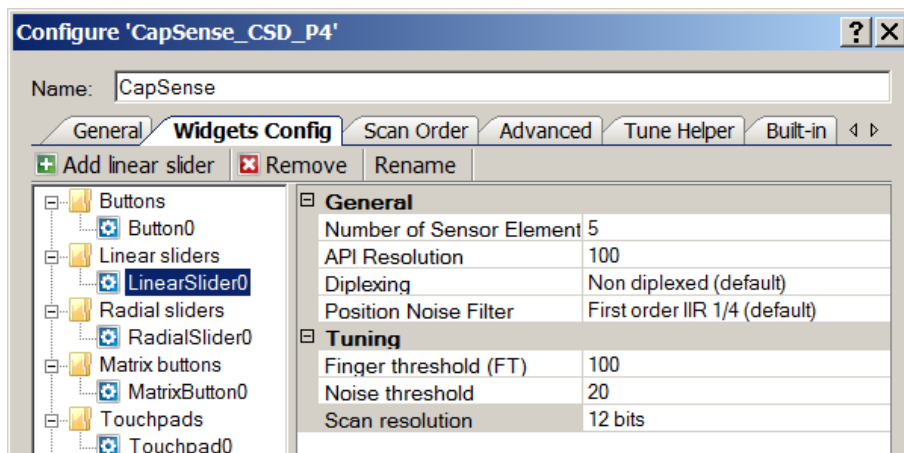 Configure 'CapSense_CSD_P4'
Name: CapSense
General Widgets Config Scan Order Advanced Tune Helper Built-in
Add linear slider Remove Rename
Buttons
Button0
Linear sliders
LinearSlider0
Radial sliders
RadialSlider0
Matrix buttons
MatrixButton0
Touchpads
Touchpad0
General
Number of Sensor Element 5
API Resolution 100
Diplexing Non diplexed (default)
Position Noise Filter First order IIR 1/4 (default)
Tuning
Finger threshold (FT) 100
Noise threshold 20
Scan resolution 12 bits